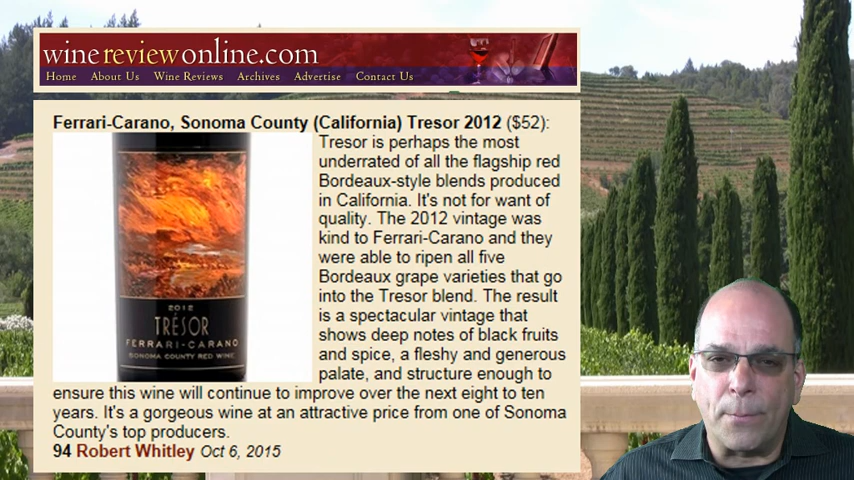 winereviewonline.com
Home About Us Wine Reviews Archives Advertise Contact Us
Ferrari-Carano, Sonoma County (California) Tresor 2012 ($52):
Tresor is perhaps the most
underrated of all the flagship red
Bordeaux-style blends produced
in California. It's not for want of
quality. The 2012 vintage was
kind to Ferrari-Carano and they
were able to ripen all five
Bordeaux grape varieties that go
into the Tresor blend. The result
is a spectacular vintage that
shows deep notes of black fruits
and spice, a fleshy and generous
palate, and structure enough to
ensure this wine will continue to improve over the next eight to ten
years. It's a gorgeous wine at an attractive price from one of Sonoma
County's top producers.
94 Robert Whitley Oct 6, 2015
2012
TRÉSOR
FERRARI-CARANO
SONOMA COUNTY RED WINE